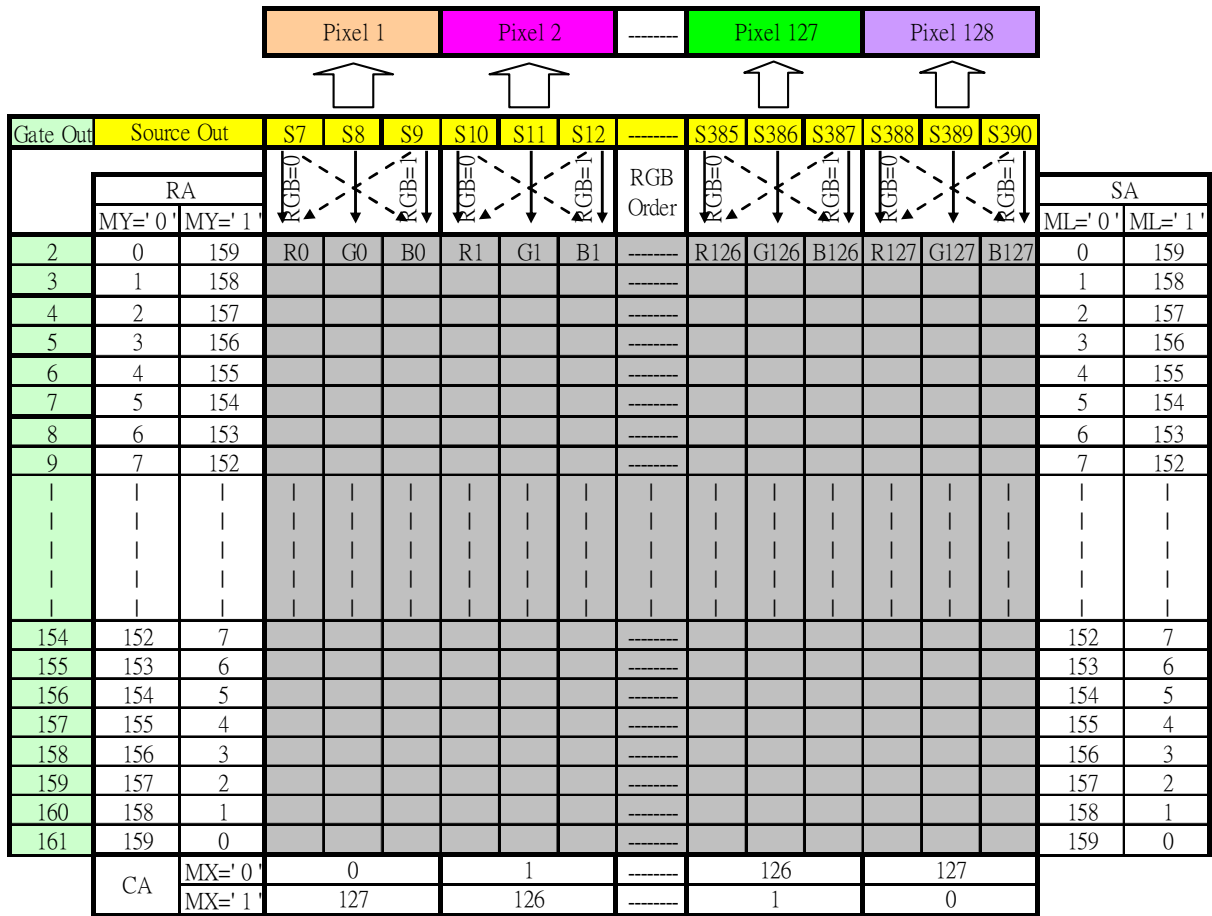 Pixel 1 Pixel 2 -------- Pixel 127 Pixel 128
Gate Out Source Out S7 S8 S9 S10 S11 S12 -------- S385 S386 S387 S388 S389 S390
RGB=0 RGB=1 RGB=0 RGB=1 RGB Order RGB=0 RGB=1 RGB=0 RGB=1
RA SA
MY=' 0 ' MY=' 1 ' ML=' 0 ' ML=' 1 '
2 0 159 R0 G0 B0 R1 G1 B1 -------- R126 G126 B126 R127 G127 B127 0 159
3 1 158 -------- 1 158
4 2 157 -------- 2 157
5 3 156 -------- 3 156
6 4 155 -------- 4 155
7 5 154 -------- 5 154
8 6 153 -------- 6 153
9 7 152 -------- 7 152
| | | | | | | | | | | | | | | | | |
| | | | | | | | | | | | | | | | | |
| | | | | | | | | | | | | | | | | |
| | | | | | | | | | | | | | | | | |
| | | | | | | | | | | | | | | | | |
154 152 7 -------- 152 7
155 153 6 -------- 153 6
156 154 5 -------- 154 5
157 155 4 -------- 155 4
158 156 3 -------- 156 3
159 157 2 -------- 157 2
160 158 1 -------- 158 1
161 159 0 -------- 159 0
CA MX=' 0 ' 0 1 -------- 126 127
MX=' 1 ' 127 126 -------- 1 0